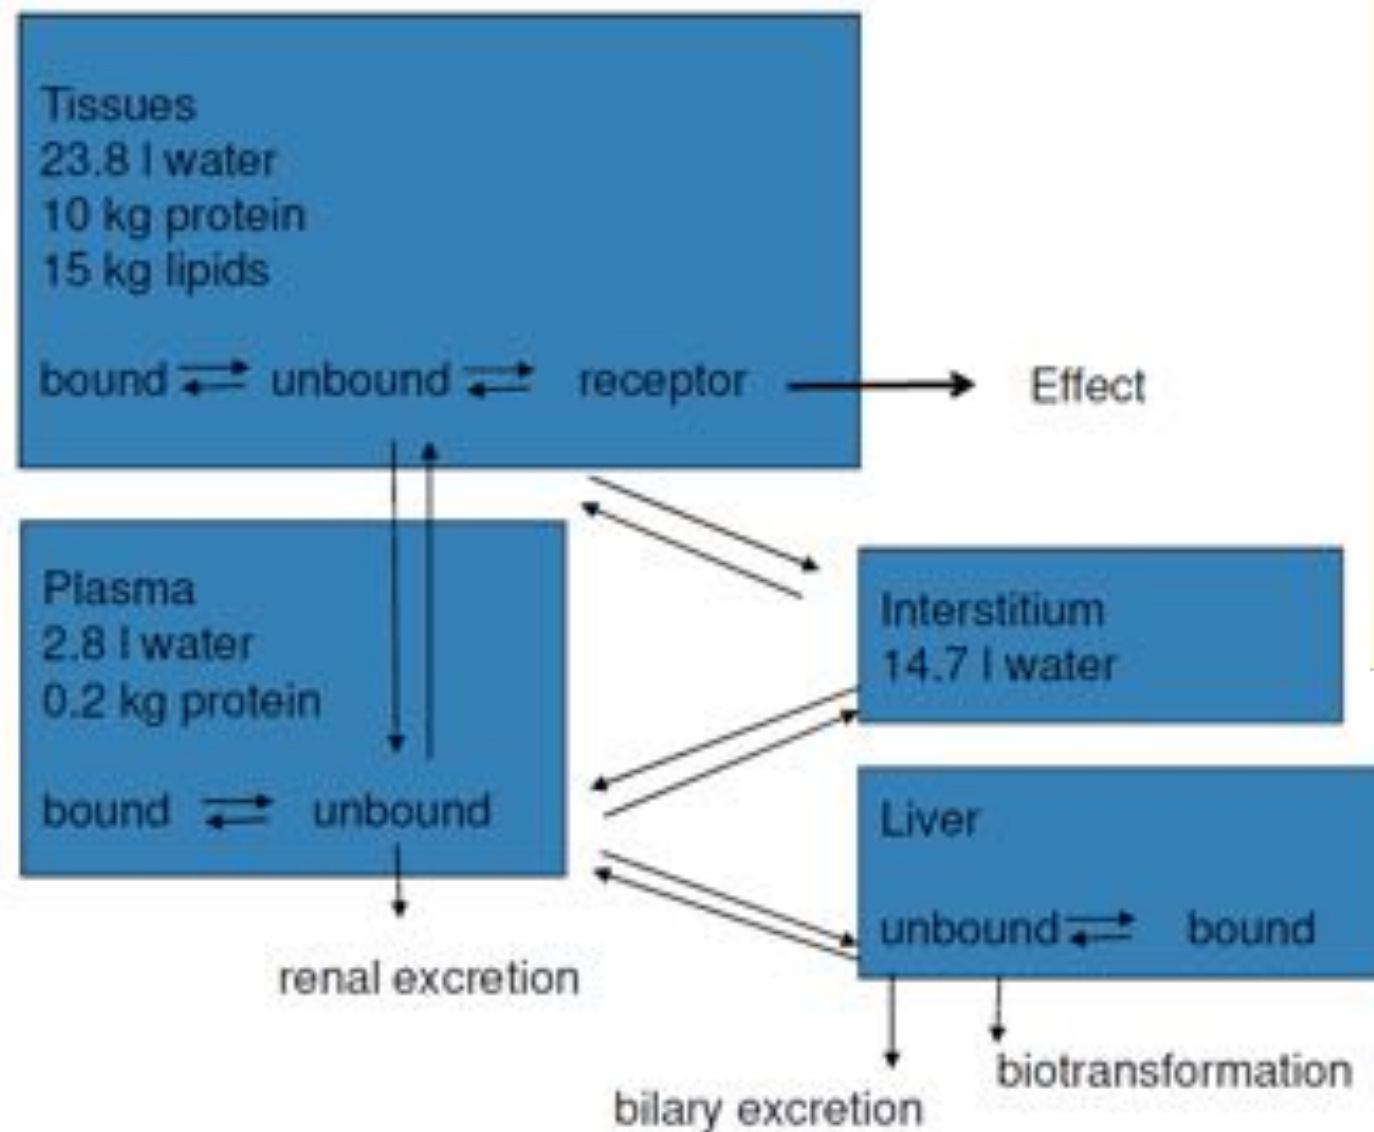 Tissues
23.8 l water
10 kg protein
15 kg lipids
bound unbound receptor
Effect
Plasma
2.8 l water
0.2 kg protein
bound unbound
renal excretion
Interstitium
14.7 l water
Liver
unbound bound
biotransformation
bilary excretion